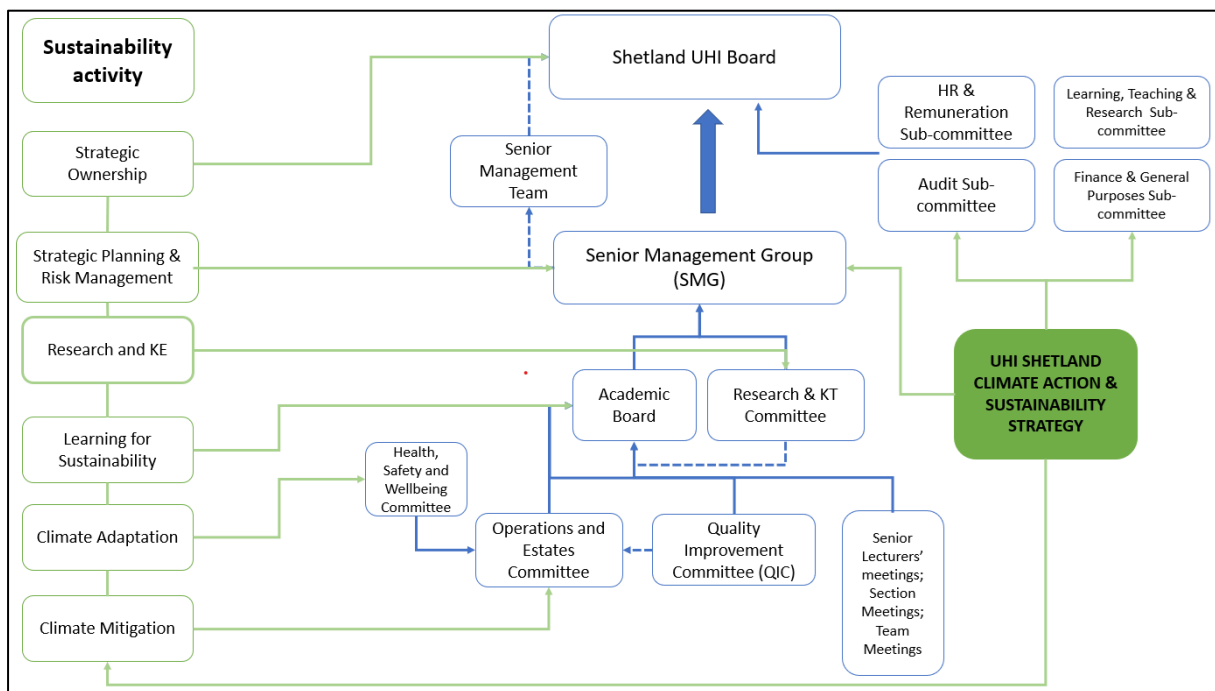 Sustainability
activity
Shetland UHI Board
HR &
Remuneration
Sub-committee
Learning, Teaching &
Research  Sub-
committee
Strategic
Ownership
Senior
Management
Team
Audit Sub-
committee
Finance & General
Purposes Sub-
committee
Strategic Planning &
Risk Management
Senior Management Group
(SMG)
Research and KE
UHI SHETLAND
CLIMATE ACTION &
SUSTAINABILITY
STRATEGY
Academic
Board
Research & KT
Committee
Learning for
Sustainability
Health,
Safety and
Wellbeing
Committee
Climate Adaptation
Operations and
Estates
Committee
Quality
Improvement
Committee (QIC)
Senior
Lecturers’
meetings;
Section
Meetings;
Team
Meetings
Climate Mitigation